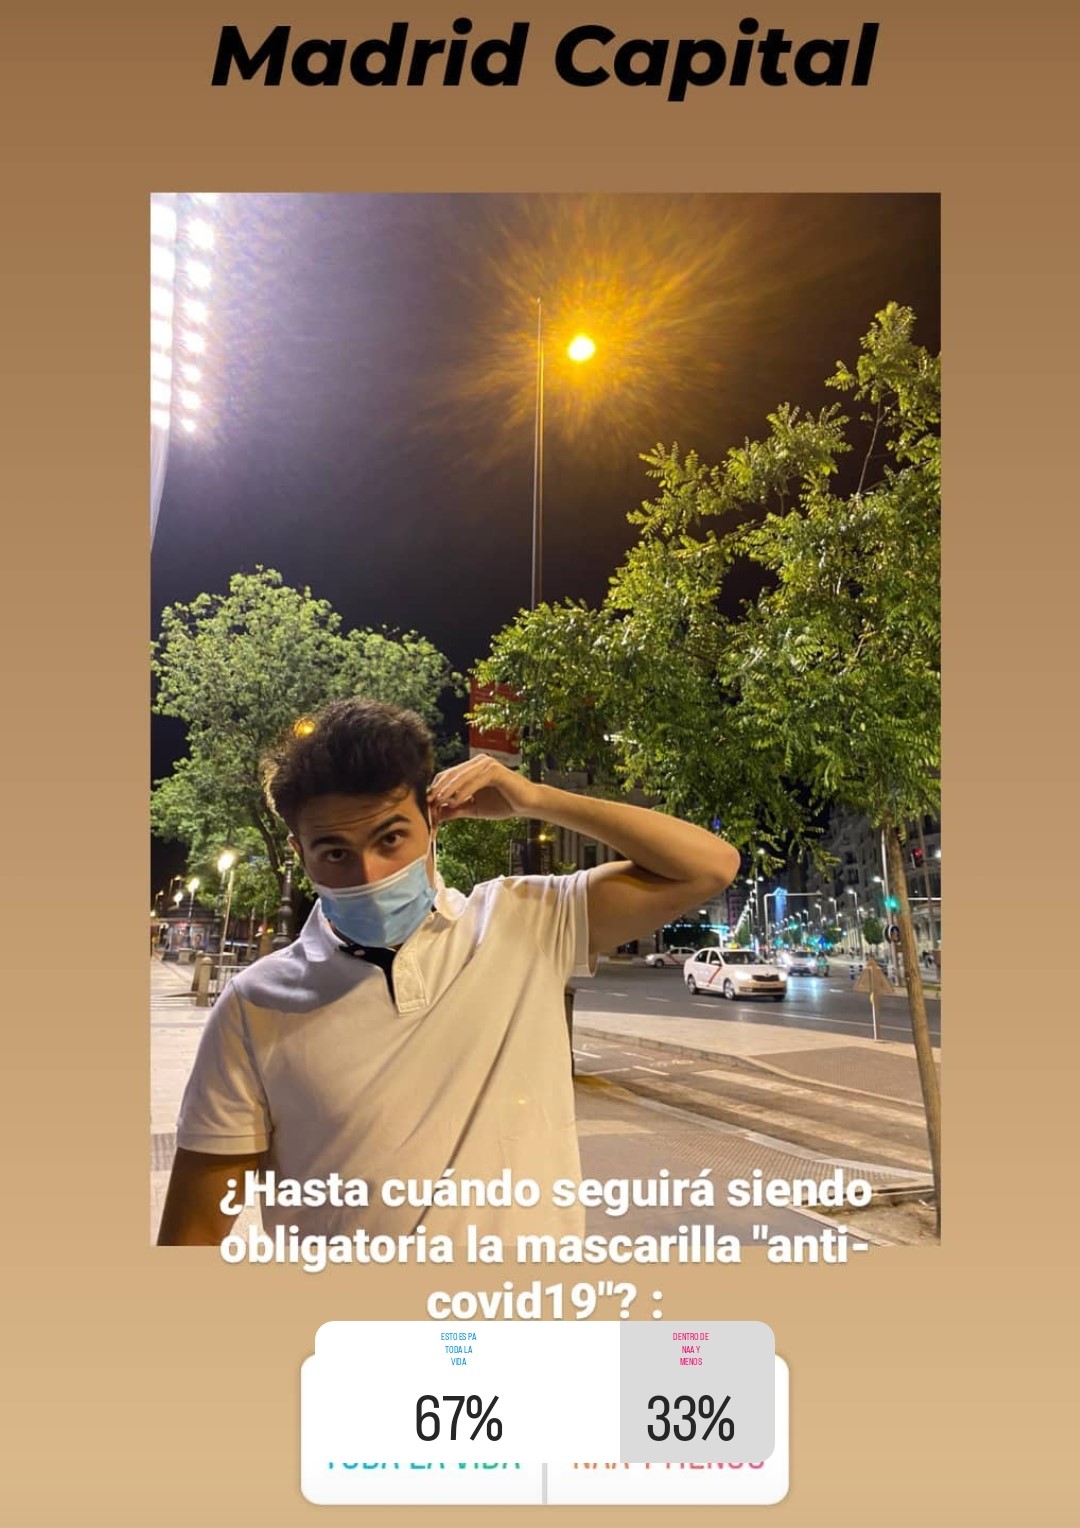 Madrid Capital
¿Hasta cuándo seguirá siendo
obligatoria la mascarilla "anti-
covid19"? :
ESTO ES PA
TODA LA
VIDA
DENTRO DE
NAA Y
MENOS
67%
33%
TODA LA VIDA
NAA Y MENOS